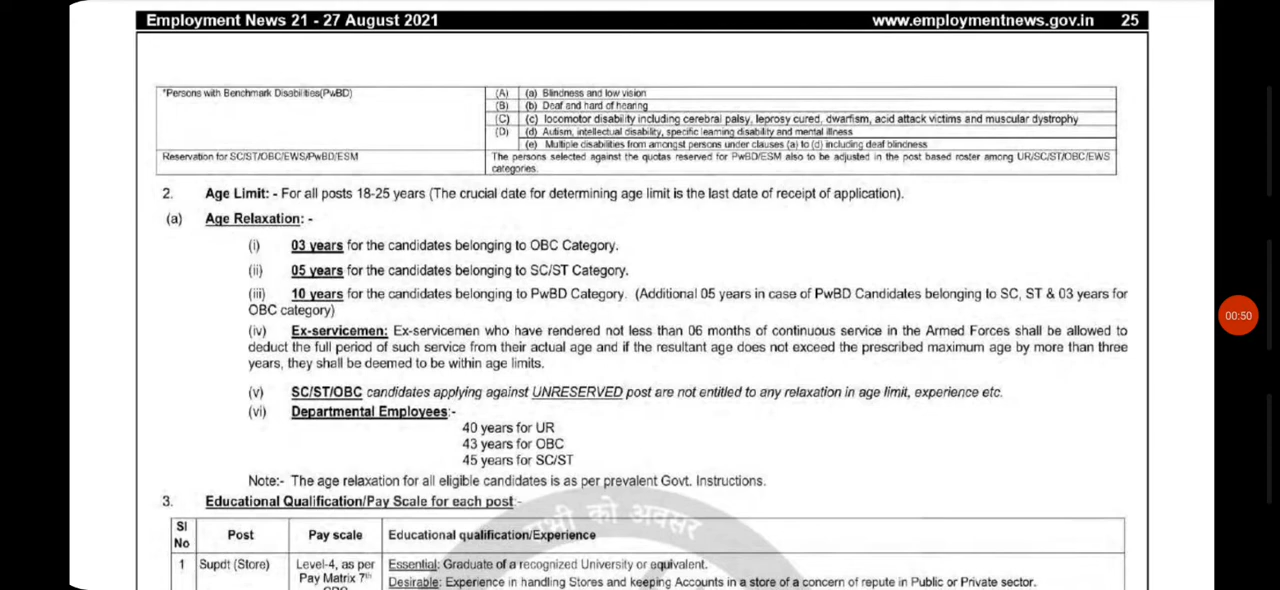 Employment News 21 - 27 August 2021 www.employmentnews.gov.in 25
*Persons with Benchmark Disabilities(PwBD) (A) (a) Blindness and low vision
(B) (b) Deaf and hard of hearing
(C) (c) locomotor disability including cerebral palsy, leprosy cured, dwarfism, acid attack victims and muscular dystrophy
(D) (d) Autism, intellectual disability, specific learning disability and mental illness
(e) Multiple disabilities from amongst persons under clauses (a) to (d) including deaf blindness
Reservation for SC/ST/OBC/EWS/PwBD/ESM The persons selected against the quotas reserved for PwBD/ESM also to be adjusted in the post based roster among UR/SC/ST/OBC/EWS
categories.
2. Age Limit: - For all posts 18-25 years (The crucial date for determining age limit is the last date of receipt of application).
(a) Age Relaxation: -
(i) 03 years for the candidates belonging to OBC Category.
(ii) 05 years for the candidates belonging to SC/ST Category.
(iii) 10 years for the candidates belonging to PwBD Category. (Additional 05 years in case of PwBD Candidates belonging to SC, ST & 03 years for
OBC category)
(iv) Ex-servicemen: Ex-servicemen who have rendered not less than 06 months of continuous service in the Armed Forces shall be allowed to
deduct the full period of such service from their actual age and if the resultant age does not exceed the prescribed maximum age by more than three
years, they shall be deemed to be within age limits.
(v) SC/ST/OBC candidates applying against UNRESERVED post are not entitled to any relaxation in age limit, experience etc.
(vi) Departmental Employees:-
40 years for UR
43 years for OBC
45 years for SC/ST
Note:- The age relaxation for all eligible candidates is as per prevalent Govt. Instructions.
3. Educational Qualification/Pay Scale for each post:-
को अवसर
Sl
No Post Pay scale Educational qualification/Experience
1 Supdt (Store) Level-4, as per Essential: Graduate of a recognized University or equivalent.
Pay Matrix 7th Desirable: Experience in handling Stores and keeping Accounts in a store of a concern of repute in Public or Private sector.
00:50